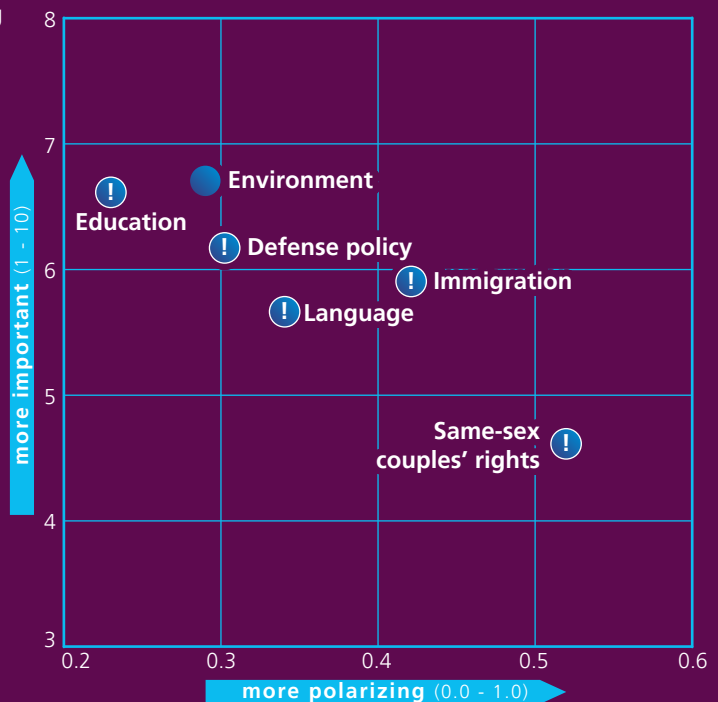 8
7
6
5
4
3
more important (1 - 10)
! Education
Environment
! Defense policy
! Immigration
! Language
Same-sex
couples’ rights !
0.2 0.3 0.4 0.5 0.6
more polarizing (0.0 - 1.0)